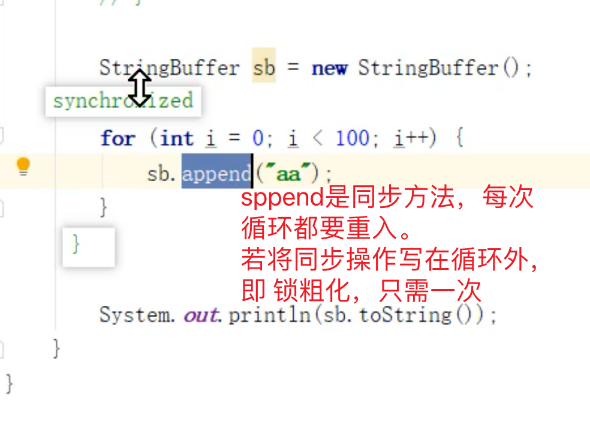 // }
StringBuffer sb = new StringBuffer();
synchronized
for (int i = 0; i < 100; i++) {
sb.append("aa");
}
sppend是同步方法，每次
循环都要重入。
若将同步操作写在循环外，
即 锁粗化，只需一次
}
System.out.println(sb.toString());
}
}